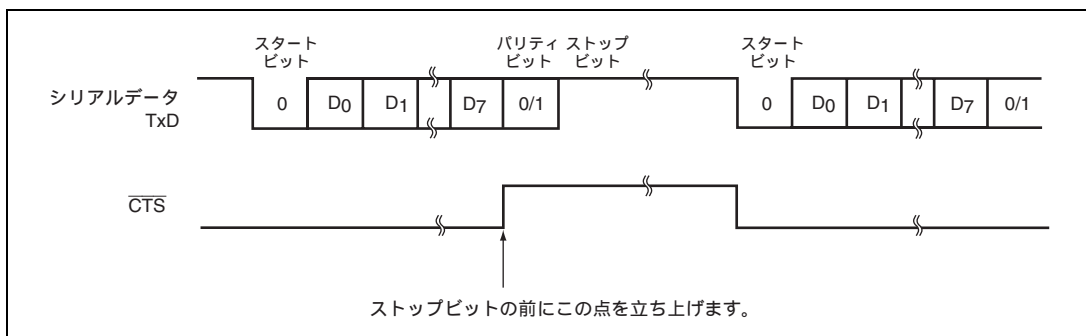 スタート
ビット
パリティ ストップ
ビット ビット
スタート
ビット
シリアルデータ
TxD
0 D0 D1 D7 0/1 0 D0 D1 D7 0/1
CTS
ストップビットの前にこの点を立ち上げます。